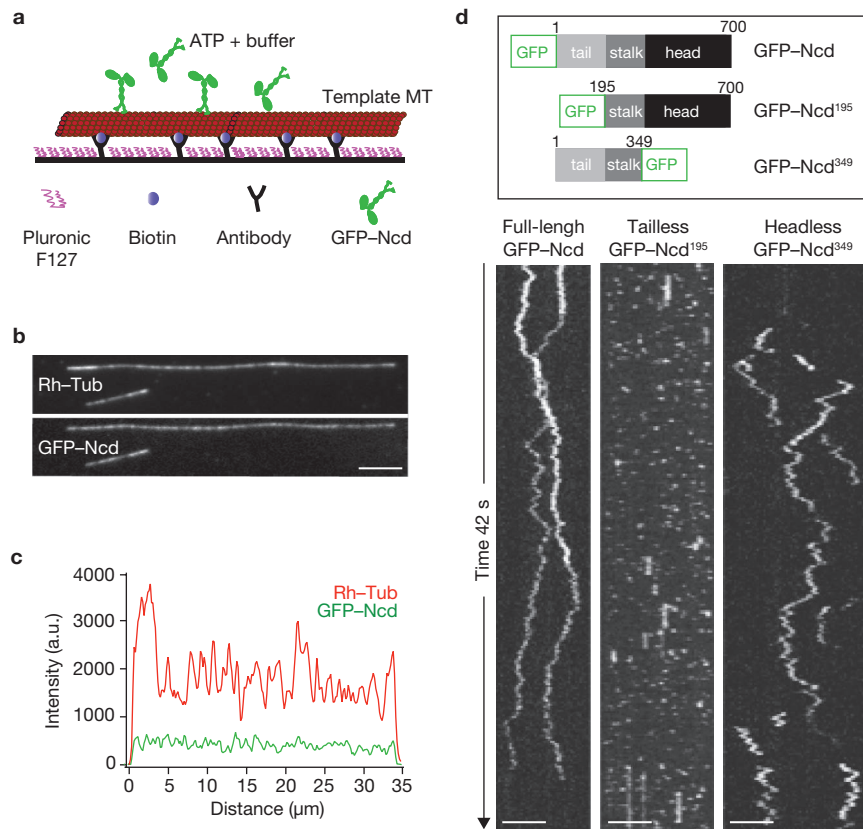 a
ATP + buffer
Template MT
Pluronic
F127
Biotin
Antibody
GFP–Ncd
b
Rh–Tub
GFP–Ncd
c
Intensity (a.u.)
4000
3000
2000
1000
0
Rh–Tub
GFP–Ncd
0 5 10 15 20 25 30 35
Distance (µm)
d
1 700
GFP tail stalk head GFP–Ncd
195 700
GFP stalk head GFP–Ncd195
1 349
tail stalk GFP GFP–Ncd349
Full-lengh
GFP–Ncd
Tailless
GFP–Ncd195
Headless
GFP–Ncd349
Time 42 s